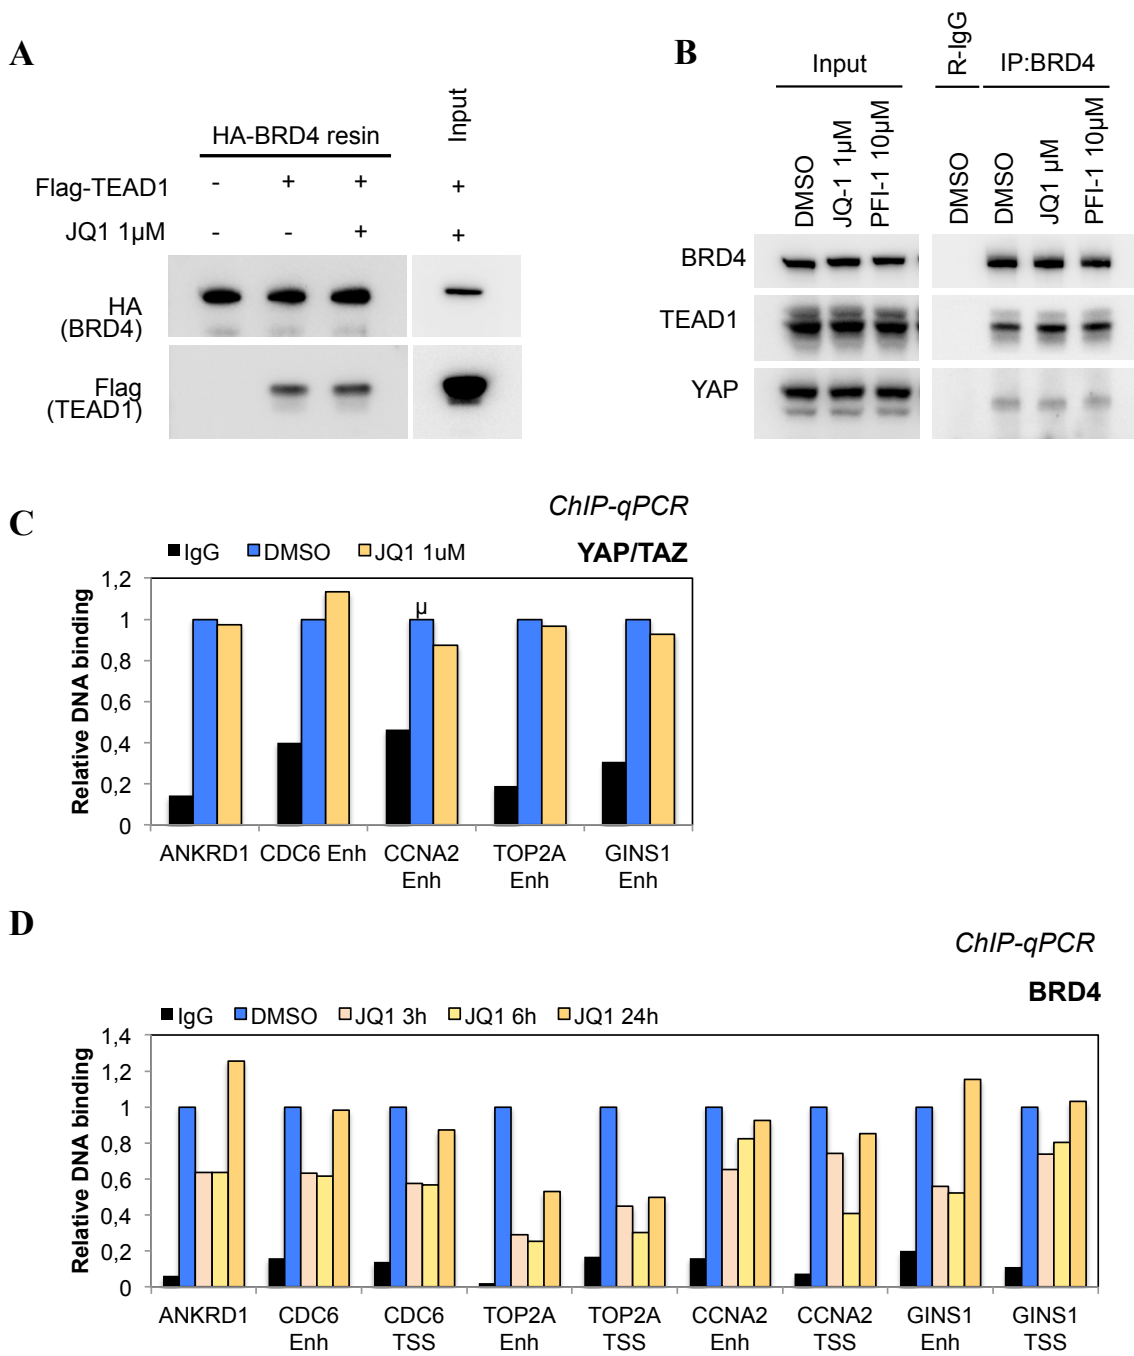 A
HA-BRD4 resin
Input
Flag-TEAD1 - + + +
JQ1 1µM - - + +
HA
(BRD4)
Flag
(TEAD1)
B
Input
R-IgG
IP:BRD4
DMSO
JQ-1 1µM
PFI-1 10µM
DMSO
DMSO
JQ1 µM
PFI-1 10µM
BRD4
TEAD1
YAP
C
ChIP-qPCR
YAP/TAZ
IgG DMSO JQ1 1uM
µ
Relative DNA binding
1,2
1
0,8
0,6
0,4
0,2
0
ANKRD1 CDC6 Enh CCNA2 TOP2A GINS1
Enh Enh Enh
D
ChIP-qPCR
BRD4
IgG DMSO JQ1 3h JQ1 6h JQ1 24h
Relative DNA binding
1,4
1,2
1
0,8
0,6
0,4
0,2
0
ANKRD1 CDC6 CDC6 TOP2A TOP2A CCNA2 CCNA2 GINS1 GINS1
Enh TSS Enh TSS Enh TSS Enh TSS